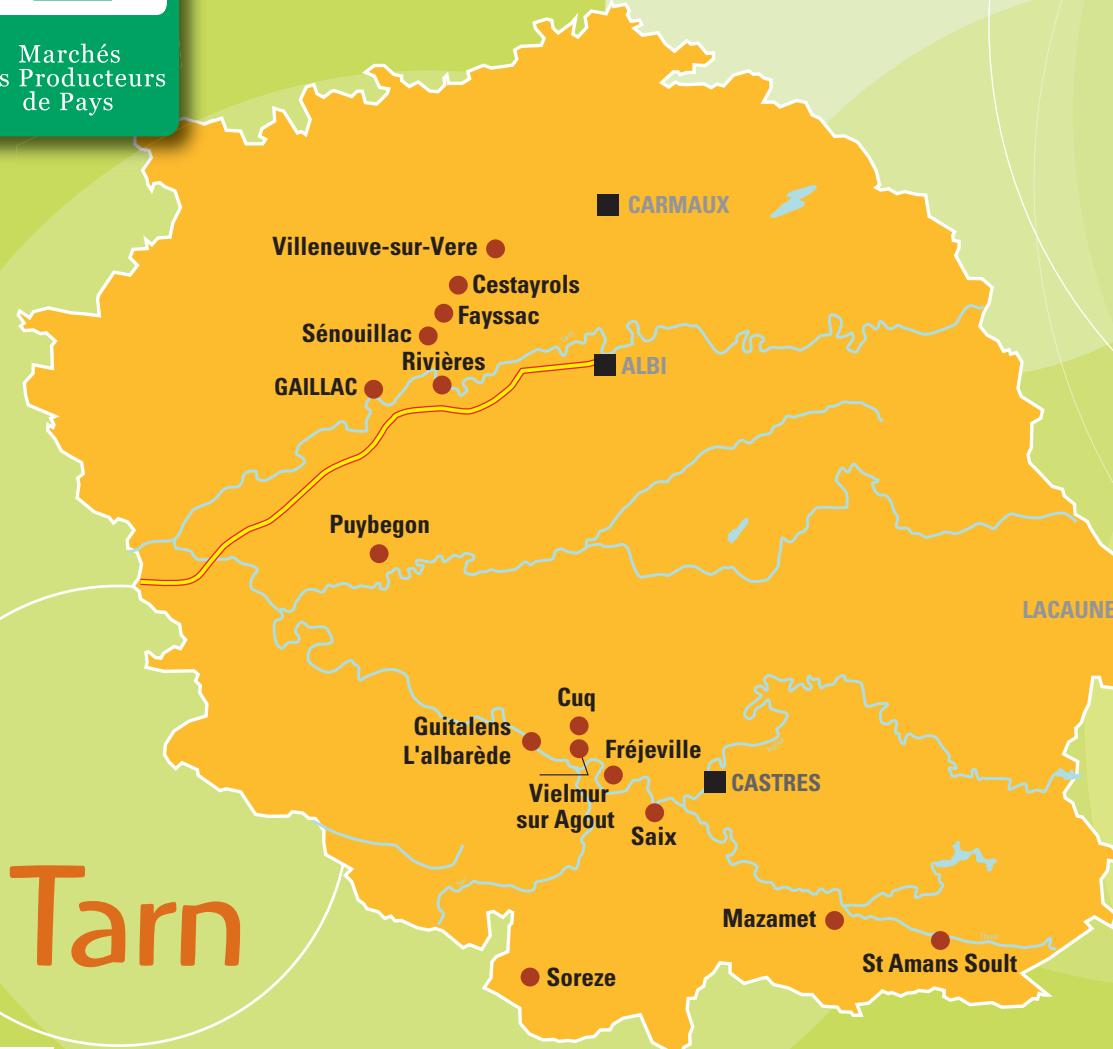 Marchés
s Producteurs
de Pays
CARMAUX
Villeneuve-sur-Vere
Cestayrols
Fayssac
Sénouillac
Rivières
ALBI
GAILLAC
Puybegon
LACAUNE
Cuq
Guitalens
L'albarède
Fréjeville
Vielmur
sur Agout
CASTRES
Saix
Mazamet
St Amans Soult
Soreze
Tarn